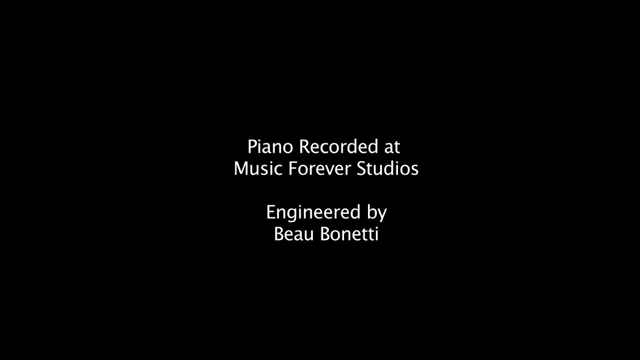 Piano Recorded at
Music Forever Studios
Engineered by
Beau Bonetti